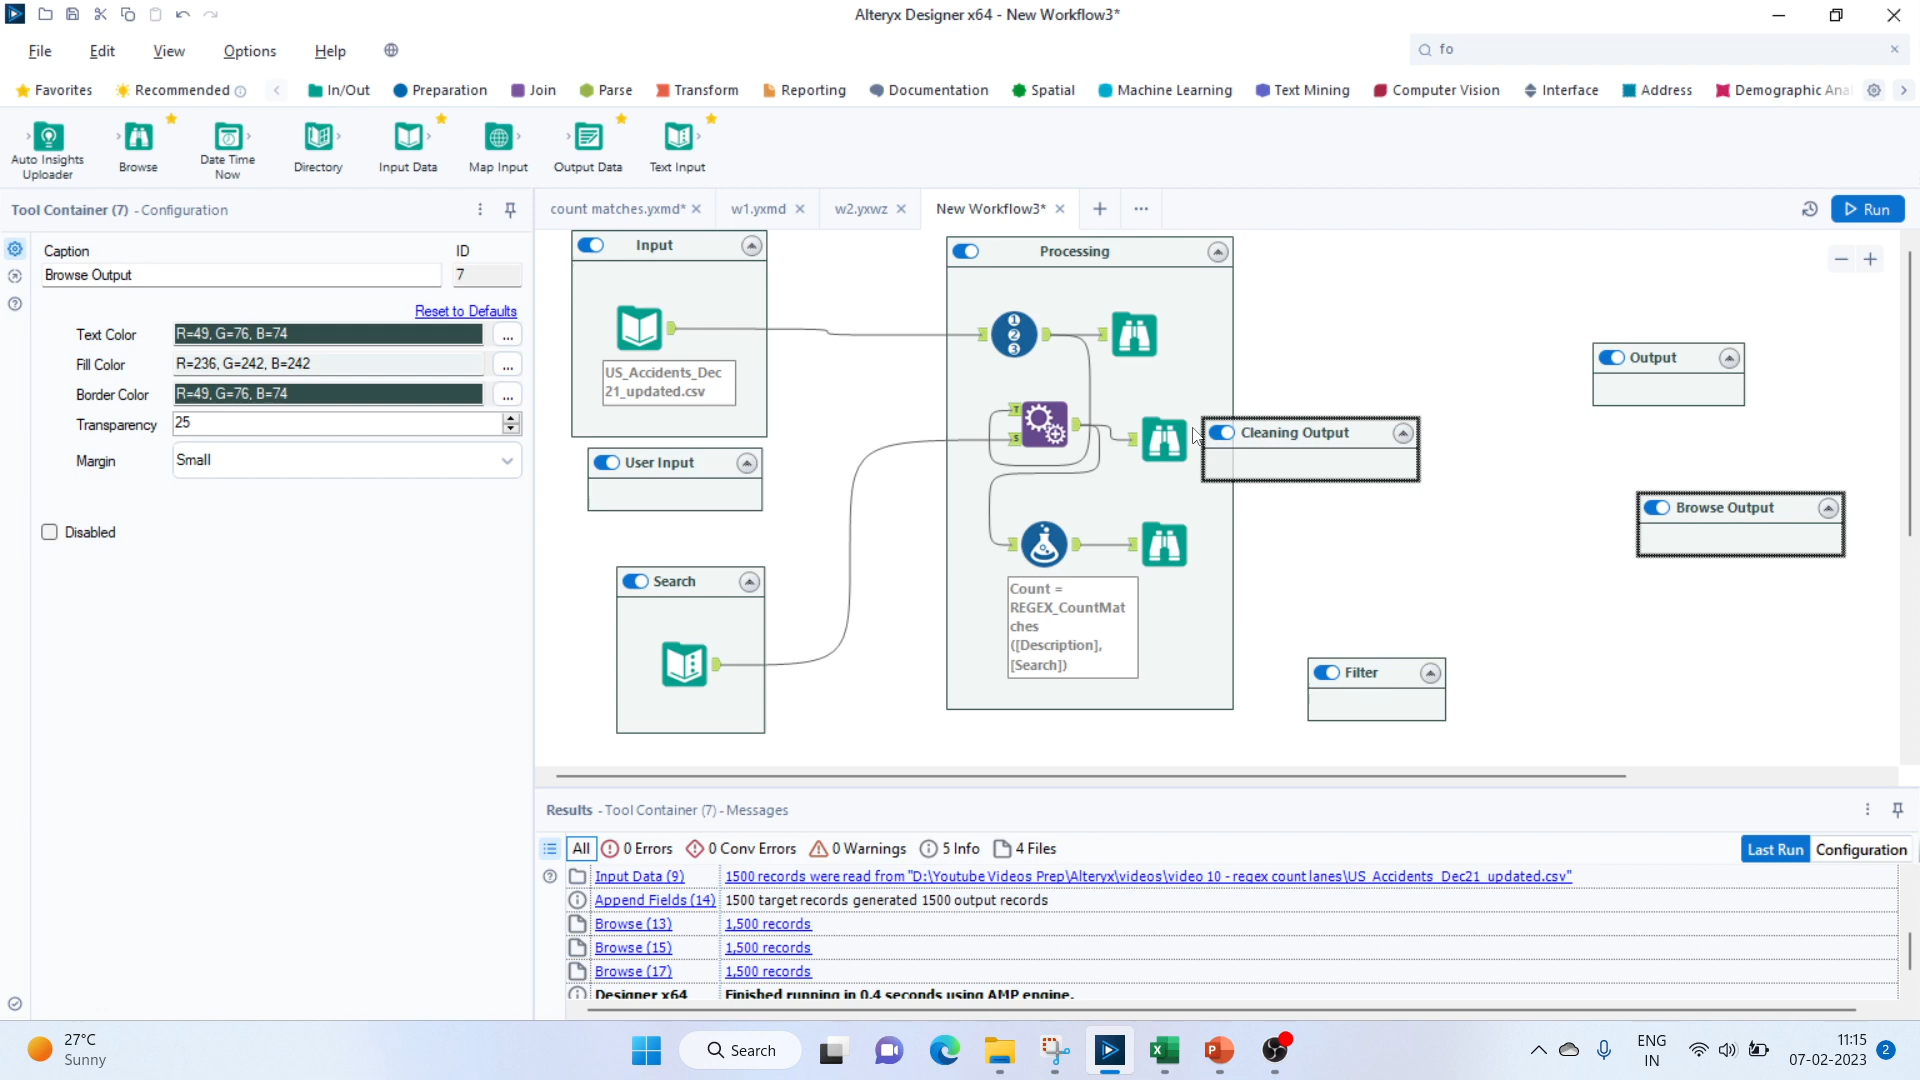 Alteryx Designer x64 - New Workflow3*
File Edit View Options Help
fo
Favorites Recommended In/Out Preparation Join Parse Transform Reporting Documentation Spatial Machine Learning Text Mining Computer Vision Interface Address Demographic Ana
Auto Insights Uploader
Browse
Date Time Now
Directory
Input Data
Map Input
Output Data
Text Input
Tool Container (7) - Configuration
count matches.yxmd*
w1.yxmd
w2.yxwz
New Workflow3*
Run
Caption
ID
Browse Output
7
Reset to Defaults
Text Color R=49, G=76, B=74 ...
Fill Color R=236, G=242, B=242 ...
Border Color R=49, G=76, B=74 ...
Transparency 25
Margin Small
Disabled
Input
US_Accidents_Dec
21_updated.csv
User Input
Search
Processing
1
2
3
T
S
Count =
REGEX_CountMat
ches
([Description],
[Search])
Cleaning Output
Output
Browse Output
Filter
Results - Tool Container (7) - Messages
All 0 Errors 0 Conv Errors 0 Warnings 5 Info 4 Files
Last Run Configuration
Input Data (9) 1500 records were read from "D:\Youtube Videos Prep\Alteryx\videos\video 10 - regex count lanes\US_Accidents_Dec21_updated.csv"
Append Fields (14) 1500 target records generated 1500 output records
Browse (13) 1,500 records
Browse (15) 1,500 records
Browse (17) 1,500 records
Designer x64 Finished running in 0.4 seconds using AMP engine.
27°C
Sunny
Search
ENG
IN
11:15
07-02-2023
2